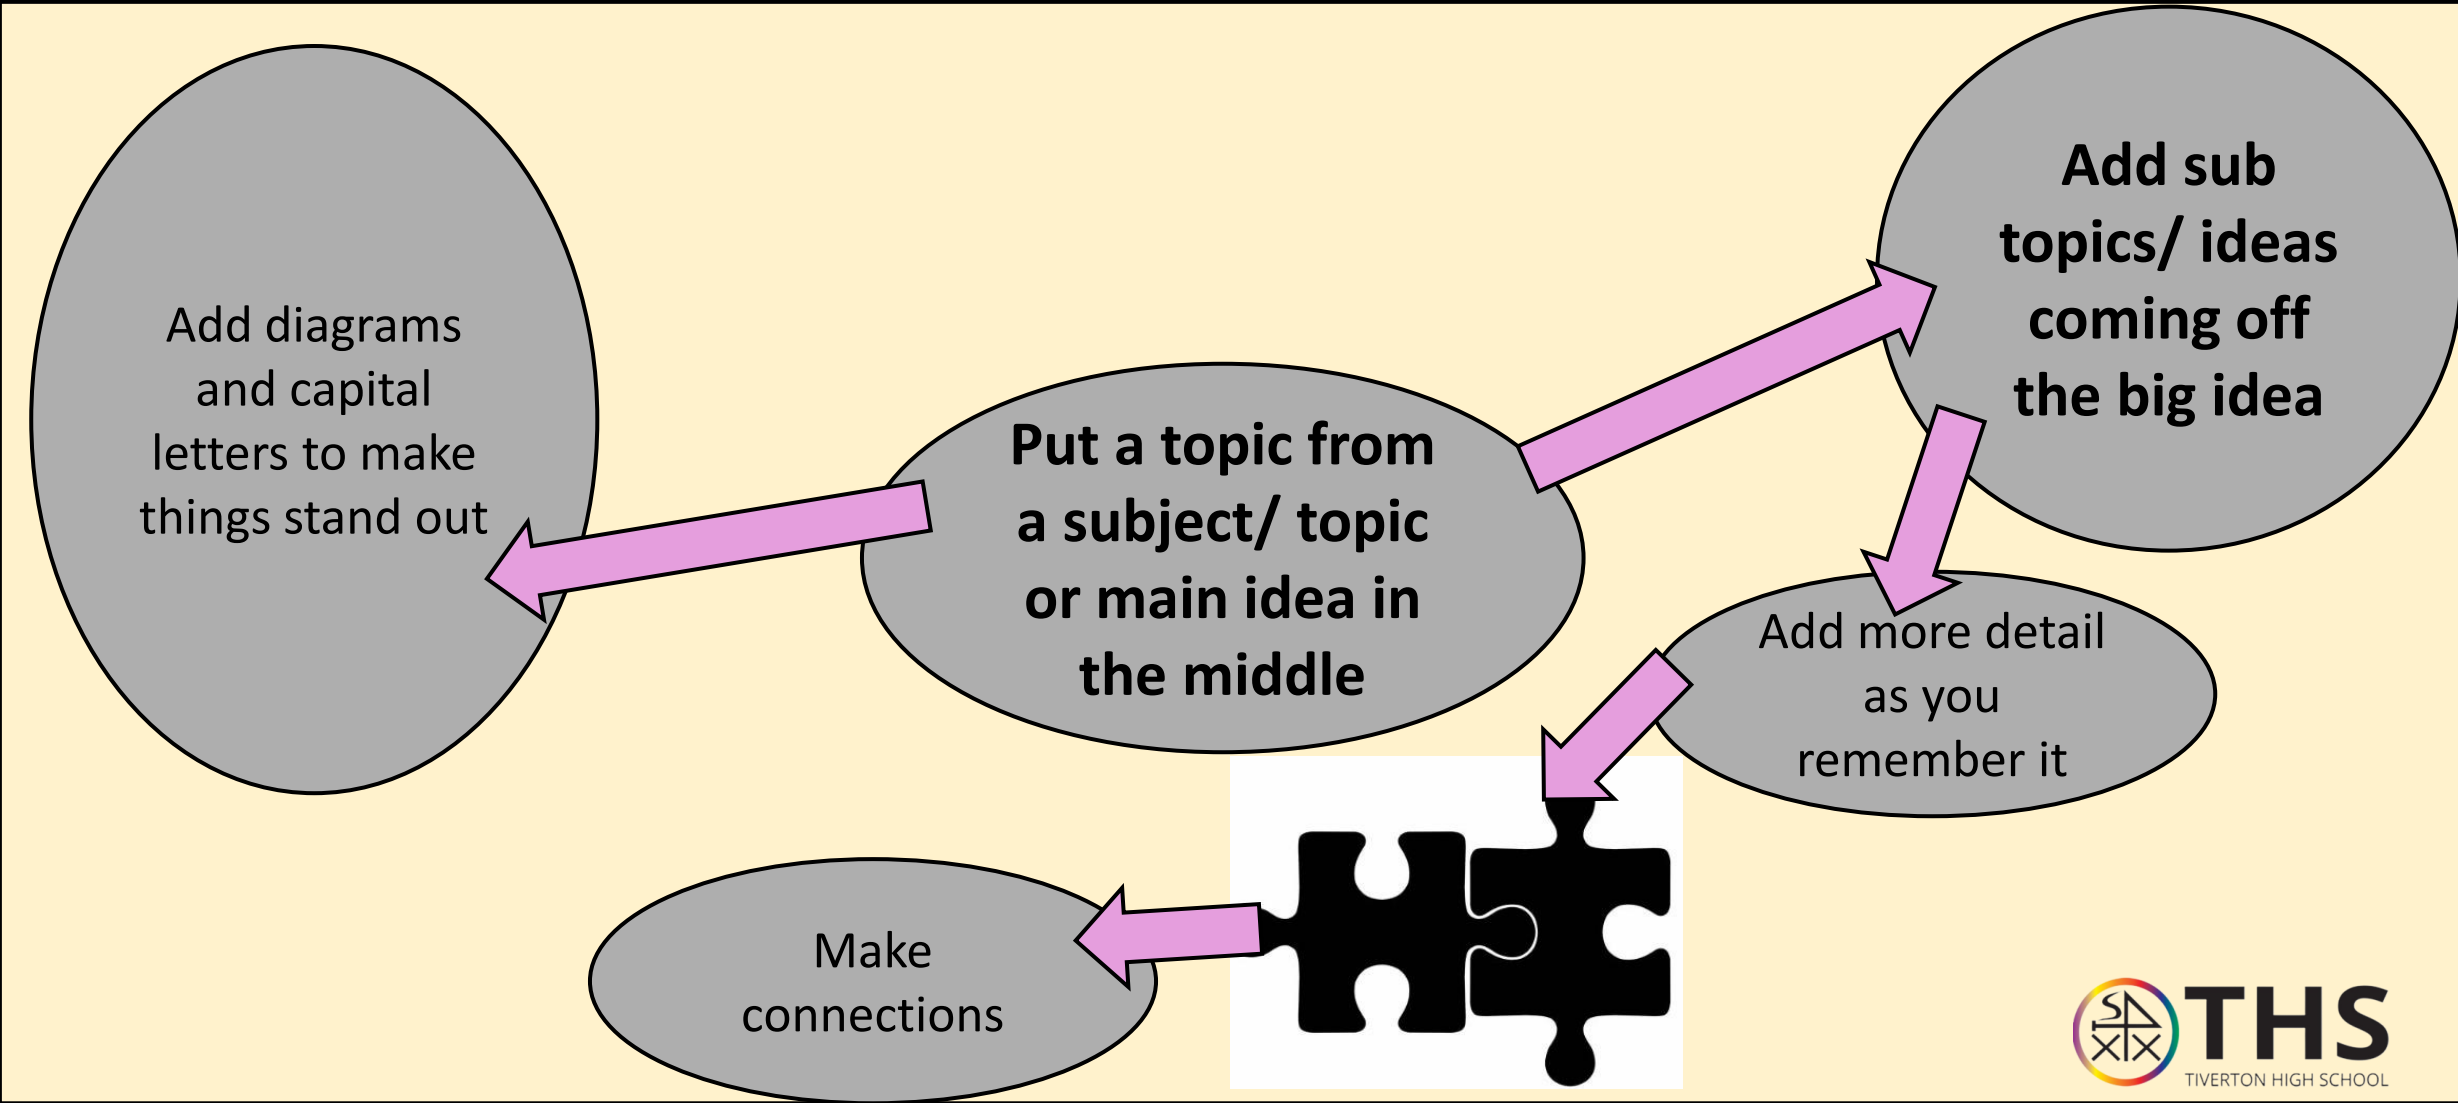 Add diagrams
and capital
letters to make
things stand out
Put a topic from
a subject/ topic
or main idea in
the middle
Add sub
topics/ ideas
coming off
the big idea
Add more detail
as you
remember it
Make
connections
THS
TIVERTON HIGH SCHOOL